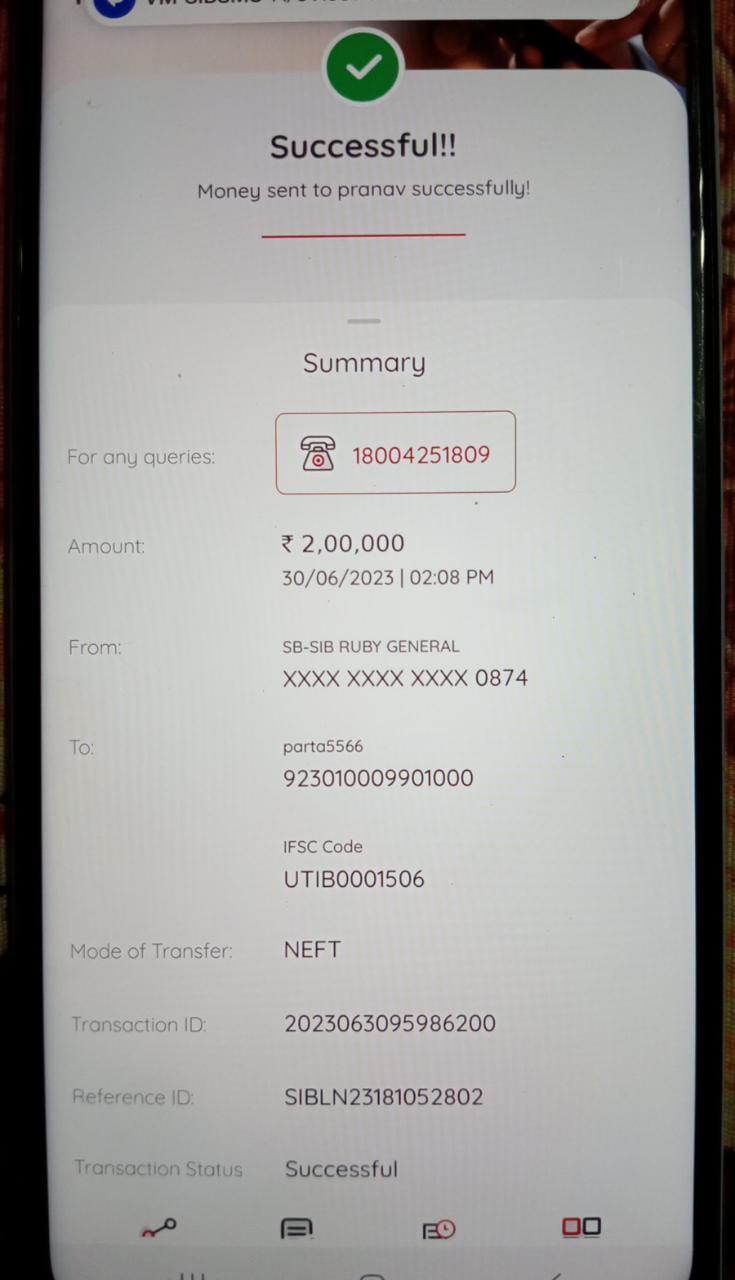 Successful!!
Money sent to pranav successfully!
Summary
For any queries: 18004251809
Amount: ₹ 2,00,000
30/06/2023 | 02:08 PM
From: SB-SIB RUBY GENERAL
XXXX XXXX XXXX 0874
To: parta5566
923010009901000
IFSC Code
UTIB0001506
Mode of Transfer: NEFT
Transaction ID: 2023063095986200
Reference ID: SIBLN23181052802
Transaction Status Successful